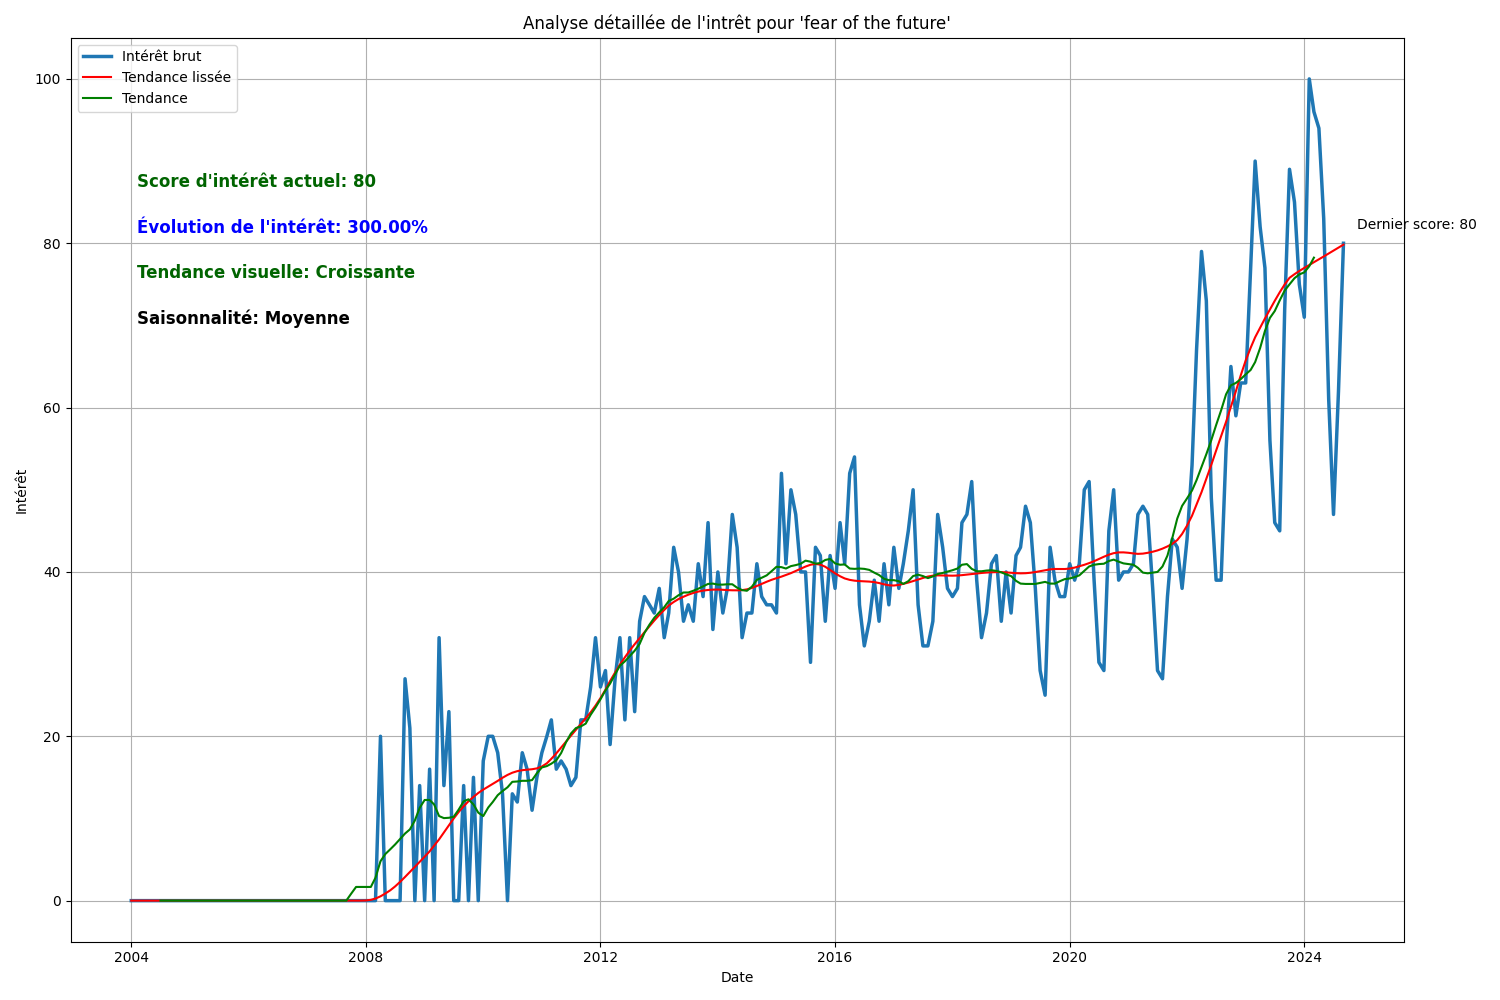 Analyse détaillée de l'intrêt pour 'fear of the future'
Intérêt brut
Tendance lissée
Tendance
Score d'intérêt actuel: 80
Évolution de l'intérêt: 300.00%
Tendance visuelle: Croissante
Saisonnalité: Moyenne
Dernier score: 80
Intérêt
100
80
60
40
20
0
2004
2008
2012
2016
2020
2024
Date